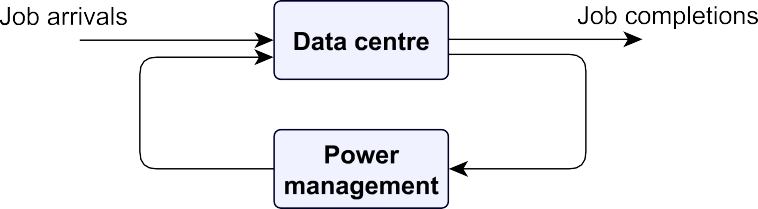 Job arrivals
Job completions
Data centre
Power
management